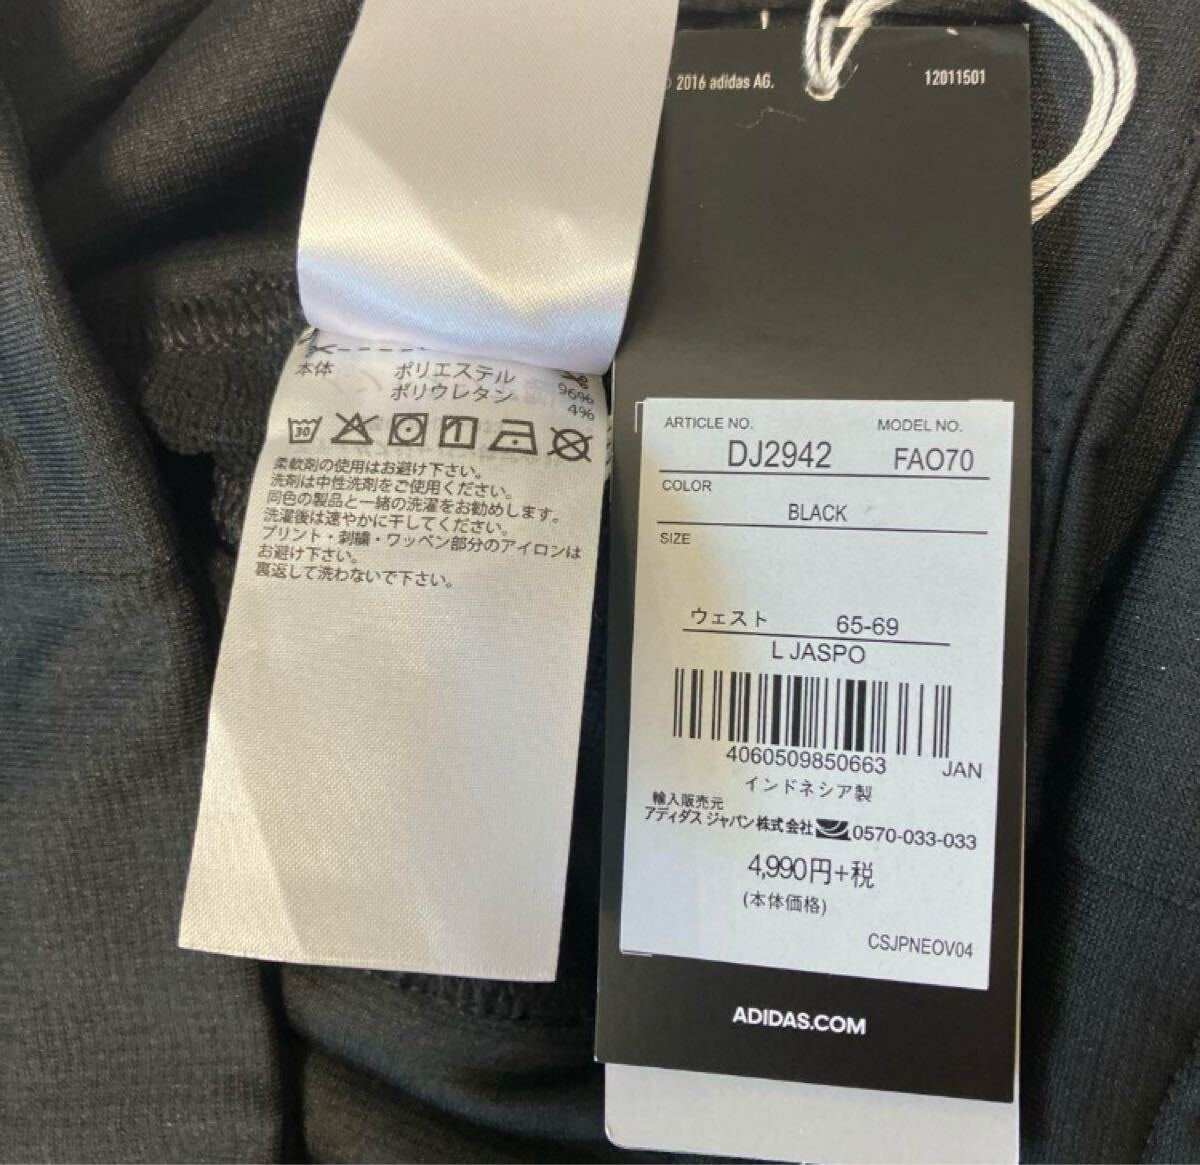 本体 ポリエステル 96%
ポリウレタン 4%
30
柔軟剤の使用はお避け下さい。
洗剤は中性洗剤をご使用ください。
同色の製品と一緒の洗濯をお勧めします。
洗濯後は速やかに干してください。
プリント・刺繍・ワッペン部分のアイロンは
お避け下さい。
裏返して洗わないで下さい。
2016 adidas AG. 12011501
ARTICLE NO. MODEL NO.
DJ2942 FAO70
COLOR
BLACK
SIZE
ウェスト 65-69
L JASPO
4060509850663 JAN
インドネシア製
輸入販売元
アディダス ジャパン株式会社 0570-033-033
4,990円+税
(本体価格)
CSJPNEOV04
ADIDAS.COM